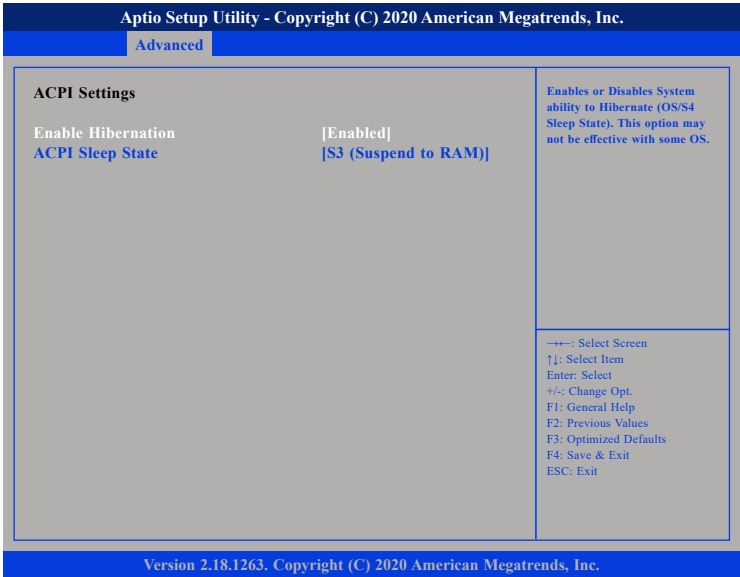 Aptio Setup Utility - Copyright (C) 2020 American Megatrends, Inc.
Advanced
ACPI Settings
Enable Hibernation [Enabled]
ACPI Sleep State [S3 (Suspend to RAM)]
Enables or Disables System
ability to Hibernate (OS/S4
Sleep State). This option may
not be effective with some OS.
→←: Select Screen
↑↓: Select Item
Enter: Select
+/-: Change Opt.
F1: General Help
F2: Previous Values
F3: Optimized Defaults
F4: Save & Exit
ESC: Exit
Version 2.18.1263. Copyright (C) 2020 American Megatrends, Inc.